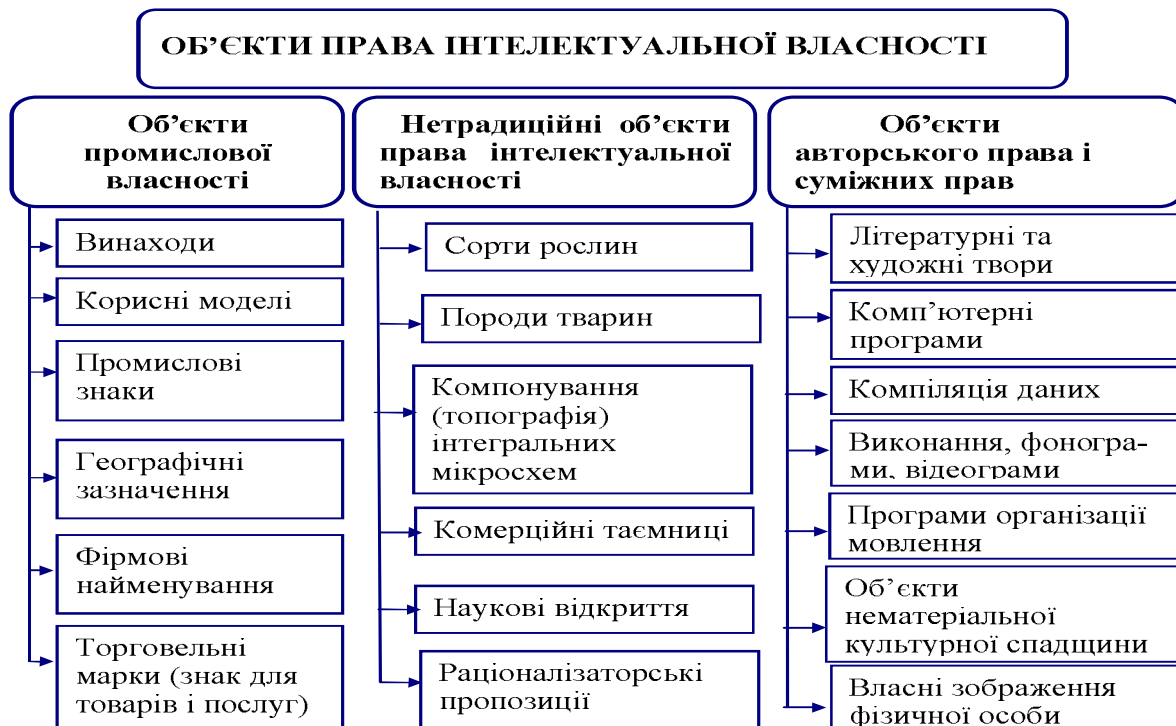 ОБ’ЄКТИ ПРАВА ІНТЕЛЕКТУАЛЬНОЇ ВЛАСНОСТІ
Об’єкти
промислової
власності
Винаходи
Корисні моделі
Промислові
знаки
Географічні
зазначення
Фірмові
найменування
Торговельні
марки (знак для
товарів і послуг)
Нетрадиційні об’єкти
права інтелектуальної
власності
Сорти рослин
Породи тварин
Компонування
(топографія)
інтегральних
мікросхем
Комерційні таємниці
Наукові відкриття
Раціоналізаторські
пропозиції
Об’єкти
авторського права і
суміжних прав
Літературні та
художні твори
Комп’ютерні
програми
Компіляція даних
Виконання, фоногра-
ми, відеограми
Програми організації
мовлення
Об’єкти
нематеріальної
культурної спадщини
Власні зображення
фізичної особи